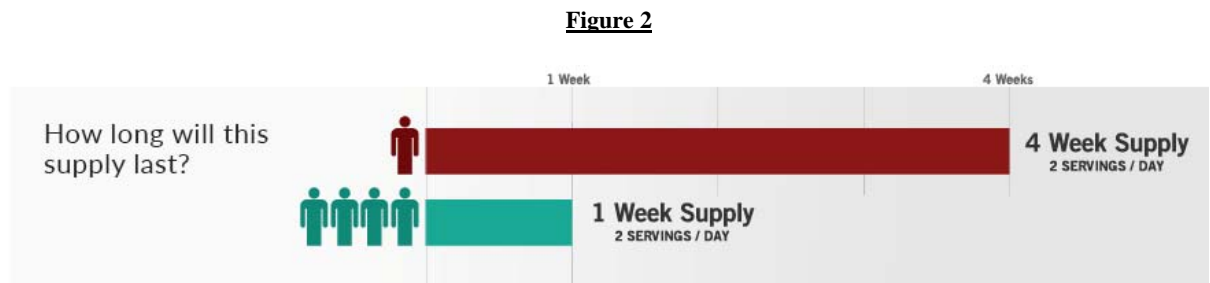 Figure 2
1 Week
4 Weeks
How long will this
supply last?
4 Week Supply
2 SERVINGS / DAY
1 Week Supply
2 SERVINGS / DAY